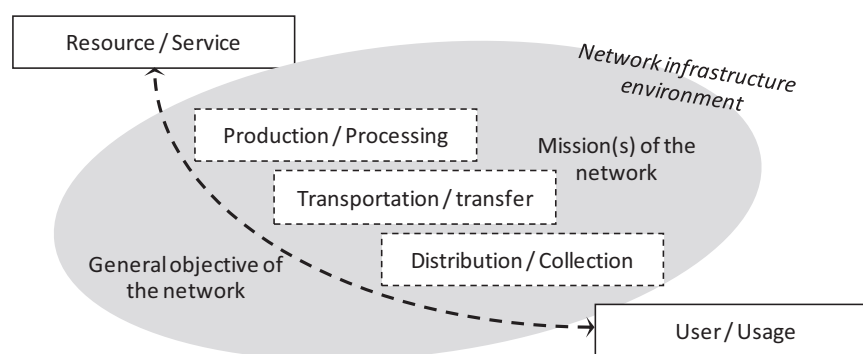 Resource / Service
Network infrastructure
environment
Production / Processing
Mission(s) of the
network
Transportation / transfer
General objective of
the network
Distribution / Collection
User / Usage